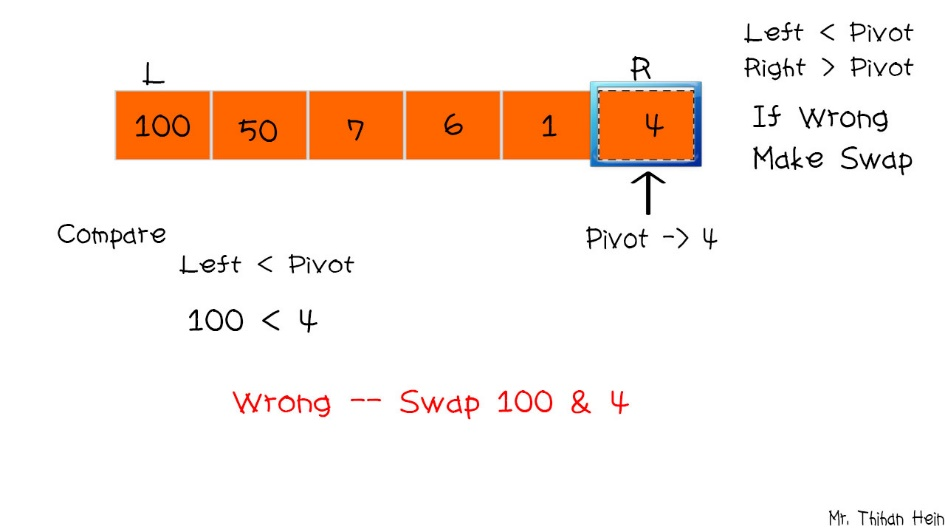 Left < Pivot
Right > Pivot
If Wrong
Make Swap
L
R
100 50 7 6 1 4
Pivot -> 4
Compare
Left < Pivot
100 < 4
Wrong -- Swap 100 & 4
Mr. Thihan Hein